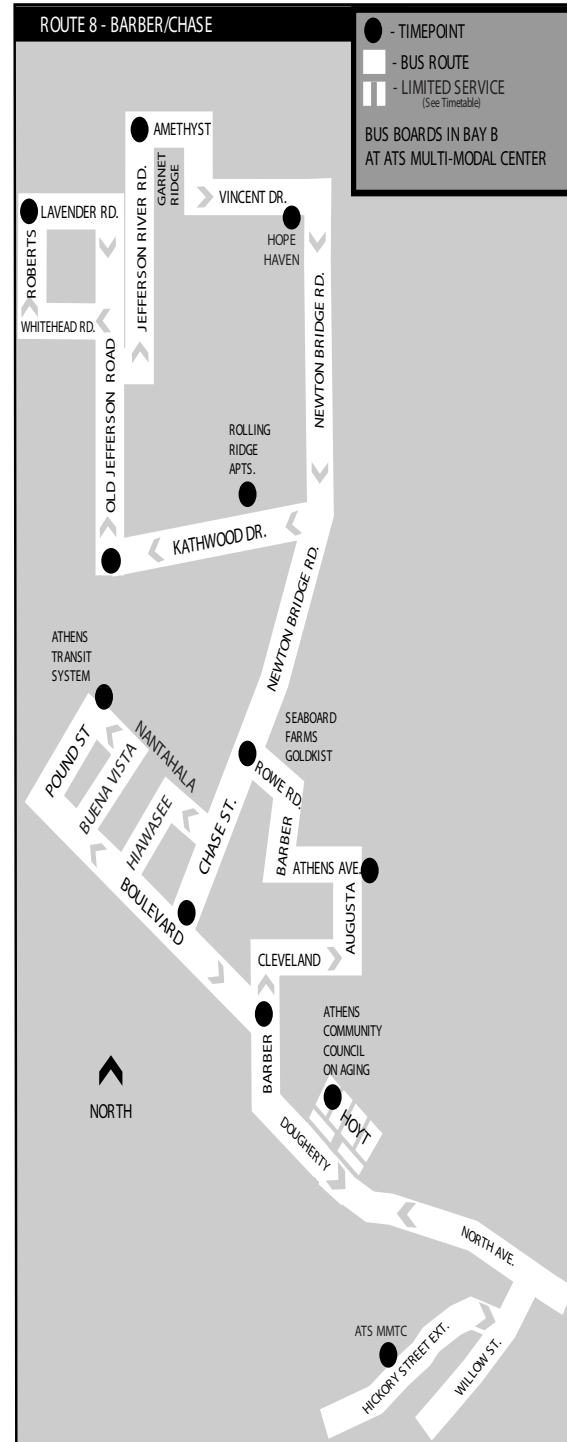 ROUTE 8 - BARBER/CHASE
- TIMEPOINT
- BUS ROUTE
- LIMITED SERVICE
(See Timetable)
BUS BOARDS IN BAY B
AT ATS MULTI-MODAL CENTER
AMETHYST
GARNET
RIDGE
JEFFERSON RIVER RD.
VINCENT DR.
LAVENDER RD.
ROBERTS
WHITEHEAD RD.
HOPE
HAVEN
NEWTON BRIDGE RD.
OLD JEFFERSON ROAD
ROLLING
RIDGE
APTS.
KATHWOOD DR.
NEWTON BRIDGE RD.
ATHENS
TRANSIT
SYSTEM
SEABOARD
FARMS
GOLDKIST
POUND ST
BUENA VISTA
NANTAHALA
HIAWASEE
CHASE ST.
ROWE RD.
BARBER
ATHENS AVE.
AUGUSTA
BOULEVARD
CLEVELAND
BARBER
ATHENS
COMMUNITY
COUNCIL
ON AGING
HOYT
NORTH
DOUGHERTY
NORTH AVE.
ATS MMTC
HICKORY STREET EXT.
WILLOW ST.